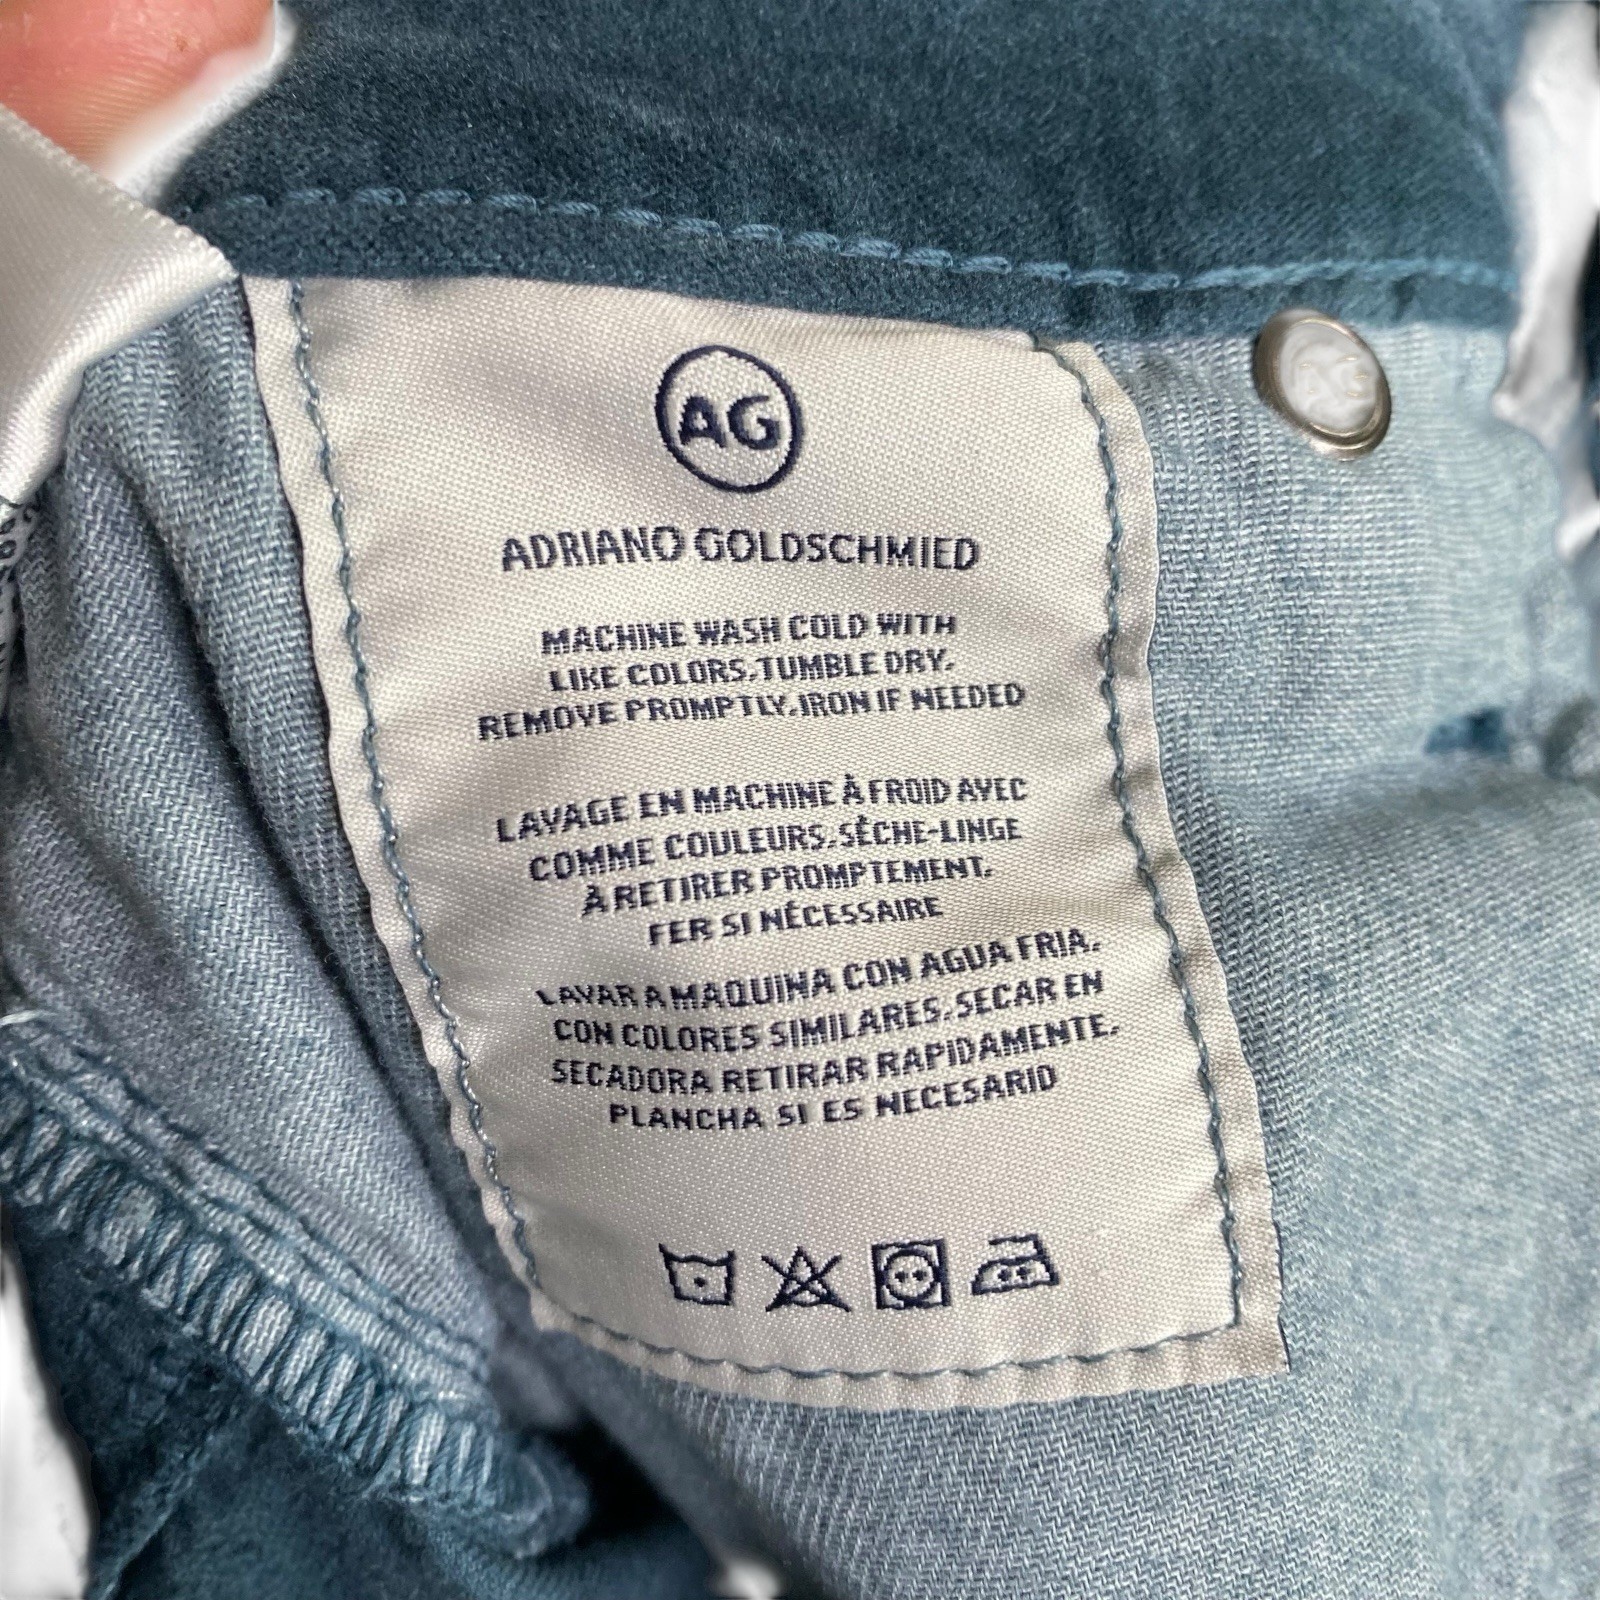 AG
ADRIANO GOLDSCHMIED
MACHINE WASH COLD WITH
LIKE COLORS.TUMBLE DRY.
REMOVE PROMPTLY.IRON IF NEEDED
LAVAGE EN MACHINE À FROID AVEC
COMME COULEURS.SÈCHE-LINGE
À RETIRER PROMPTEMENT.
FER SI NÉCESSAIRE
LAVAR A MAQUINA CON AGUA FRIA.
CON COLORES SIMILARES.SECAR EN
SECADORA RETIRAR RAPIDAMENTE.
PLANCHA SI ES NECESARIO
AG